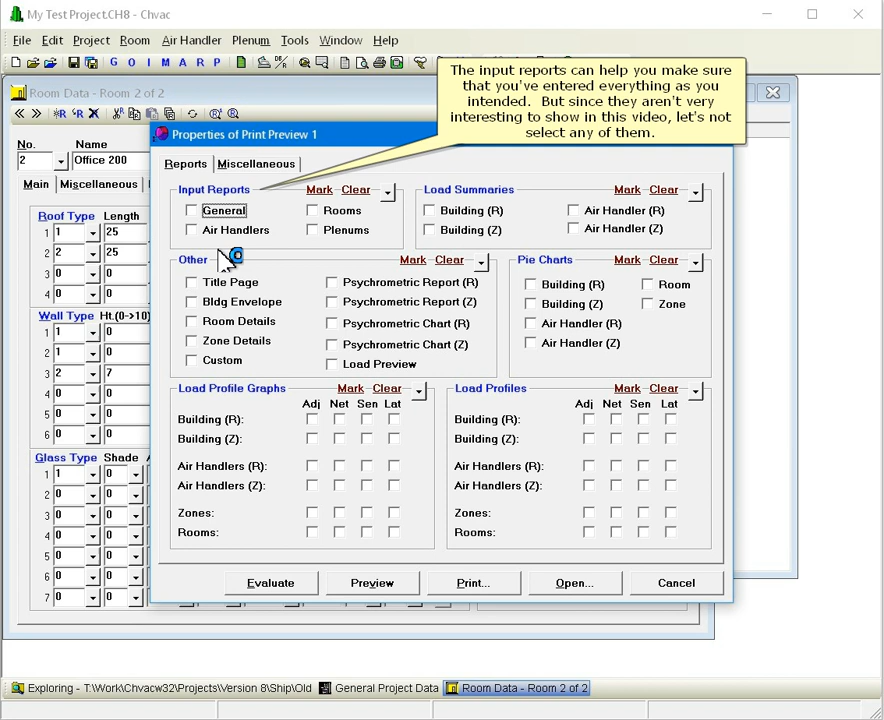 My Test Project.CH8 - Chvac
File Edit Project Room Air Handler Plenum Tools Window Help
G O I M A R P
The input reports can help you make sure
that you've entered everything as you
intended. But since they aren't very
interesting to show in this video, let's not
select any of them.
Room Data - Room 2 of 2
No. Name
2 Office 200
Main Miscellaneous
Roof Type Length
1 1 25
2 2 25
3 0 0
4 0 0
Wall Type Ht.(0->10)
1 1 0
2 1 0
3 2 7
4 0 0
5 0 0
6 0 0
Glass Type Shade
1 1 0
2 0 0
3 0 0
4 0 0
5 0 0
6 0 0
7 0 0
Properties of Print Preview 1
Reports Miscellaneous
Input Reports Mark Clear
General Rooms
Air Handlers Plenums
Load Summaries Mark Clear
Building (R) Air Handler (R)
Building (Z) Air Handler (Z)
Other Mark Clear
Title Page Psychrometric Report (R)
Bldg Envelope Psychrometric Report (Z)
Room Details Psychrometric Chart (R)
Zone Details Psychrometric Chart (Z)
Custom Load Preview
Pie Charts Mark Clear
Building (R) Room
Building (Z) Zone
Air Handler (R)
Air Handler (Z)
Load Profile Graphs Mark Clear
Adj Net Sen Lat
Building (R):
Building (Z):
Air Handlers (R):
Air Handlers (Z):
Zones:
Rooms:
Load Profiles Mark Clear
Adj Net Sen Lat
Building (R):
Building (Z):
Air Handlers (R):
Air Handlers (Z):
Zones:
Rooms:
Evaluate Preview Print... Open... Cancel
Exploring - T:\Work\Chvacw32\Projects\Version 8\Ship\Old General Project Data Room Data - Room 2 of 2